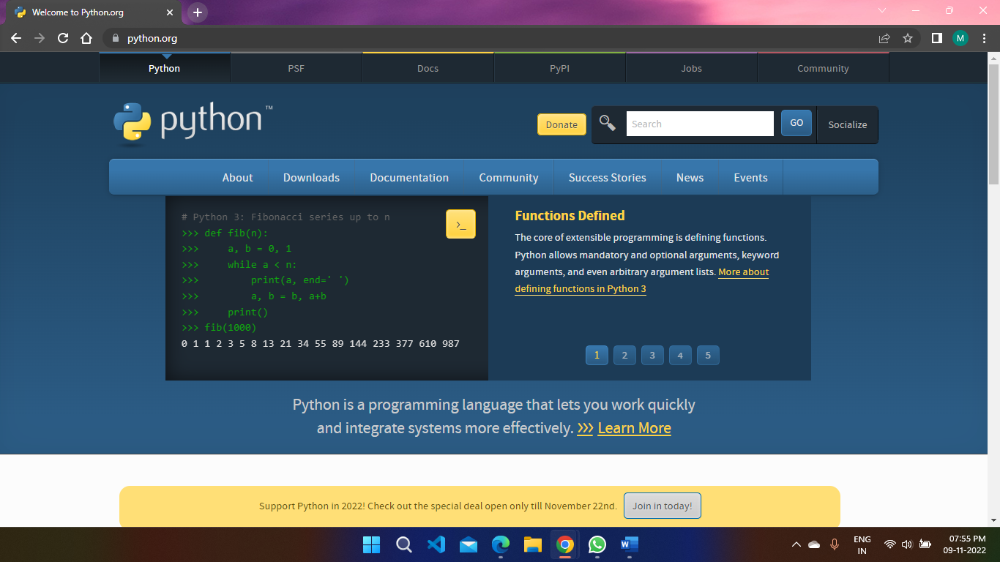 Welcome to Python.org
python.org
M
Python PSF Docs PyPI Jobs Community
python™
Donate Search GO Socialize
About Downloads Documentation Community Success Stories News Events
# Python 3: Fibonacci series up to n
>>> def fib(n):
>>>     a, b = 0, 1
>>>     while a < n:
>>>         print(a, end=' ')
>>>         a, b = b, a+b
>>>     print()
>>> fib(1000)
0 1 1 2 3 5 8 13 21 34 55 89 144 233 377 610 987
>_
Functions Defined
The core of extensible programming is defining functions.
Python allows mandatory and optional arguments, keyword
arguments, and even arbitrary argument lists. More about
defining functions in Python 3
1 2 3 4 5
Python is a programming language that lets you work quickly
and integrate systems more effectively. >>> Learn More
Support Python in 2022! Check out the special deal open only till November 22nd. Join in today!
W
ENG
IN
07:55 PM
09-11-2022